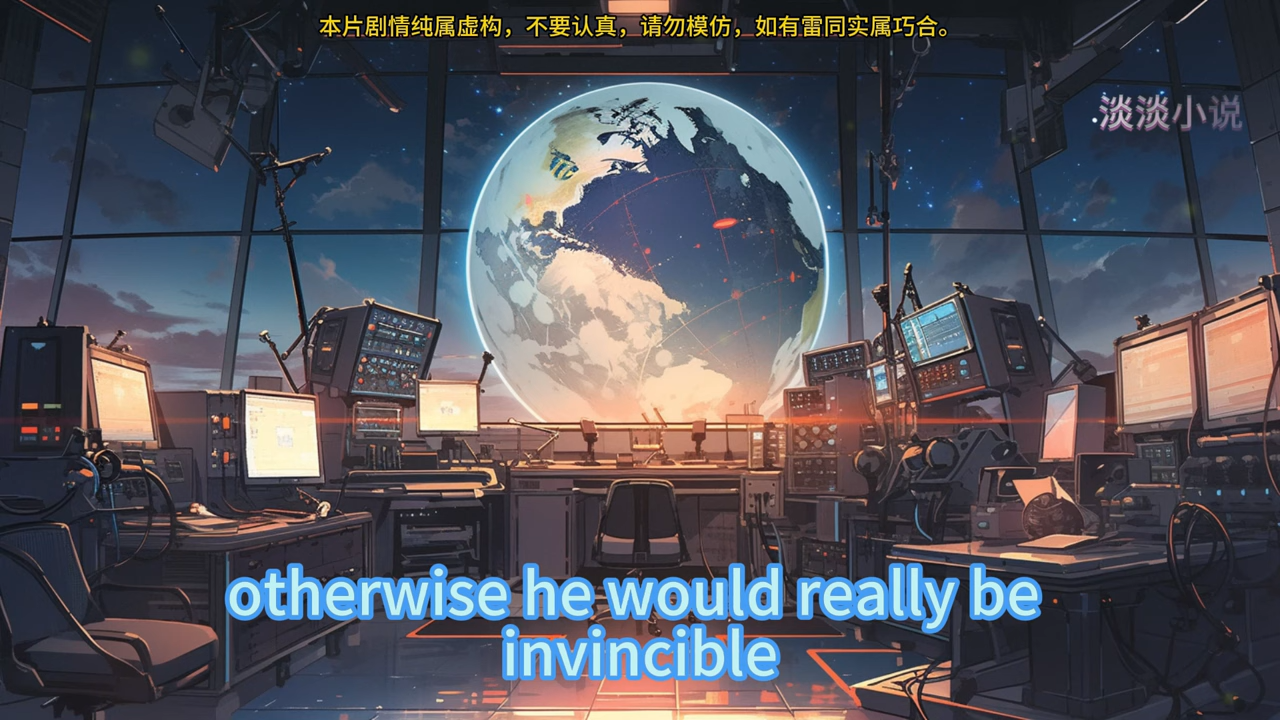 本片剧情纯属虚构，不要认真，请勿模仿，如有雷同实属巧合。
淡淡小说
otherwise he would really be
invincible